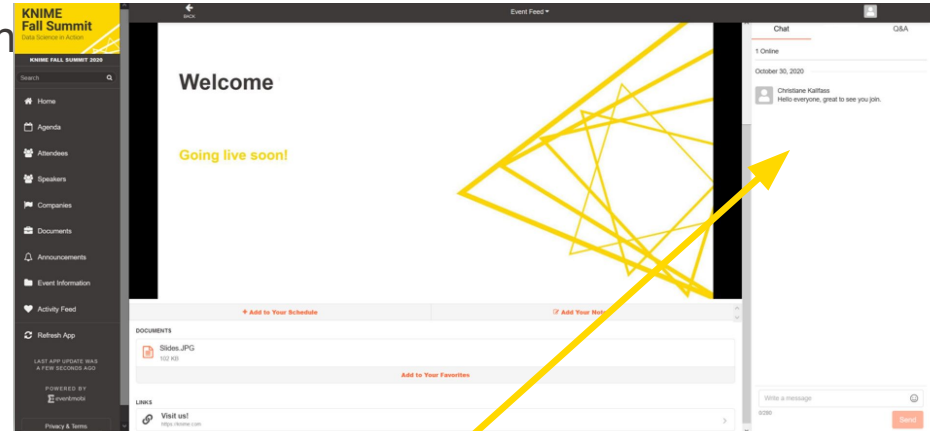 KNIME
Fall Summit
Data Science in Action
KNIME FALL SUMMIT 2020
Search
Home
Agenda
Attendees
Speakers
Companies
Documents
Announcements
Event Information
Activity Feed
Refresh App
LAST APP UPDATE WAS
A FEW SECONDS AGO
POWERED BY
eventmobi
Privacy & Terms
BACK
Event Feed
Welcome
Going live soon!
+ Add to Your Schedule
Add Your Note
DOCUMENTS
Slides.JPG
102 KB
Add to Your Favorites
LINKS
Visit us!
https://knime.com
Chat
Q&A
1 Online
October 30, 2020
Christiane Kallfass
Hello everyone, great to see you join.
Write a message
0/280
Send